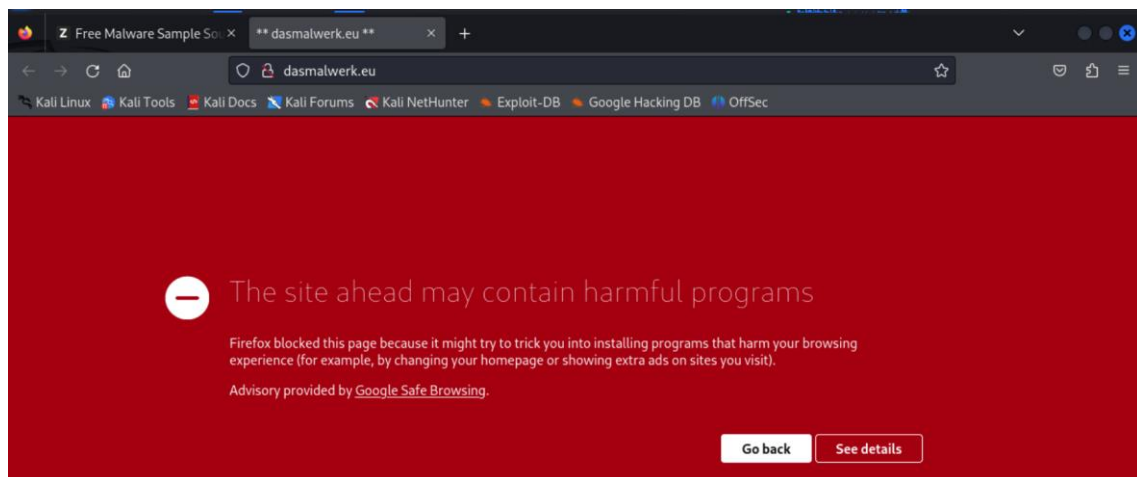 Z Free Malware Sample Sou
** dasmalwerk.eu **
dasmalwerk.eu
Kali Linux Kali Tools Kali Docs Kali Forums Kali NetHunter Exploit-DB Google Hacking DB OffSec
The site ahead may contain harmful programs
Firefox blocked this page because it might try to trick you into installing programs that harm your browsing
experience (for example, by changing your homepage or showing extra ads on sites you visit).
Advisory provided by Google Safe Browsing.
Go back See details